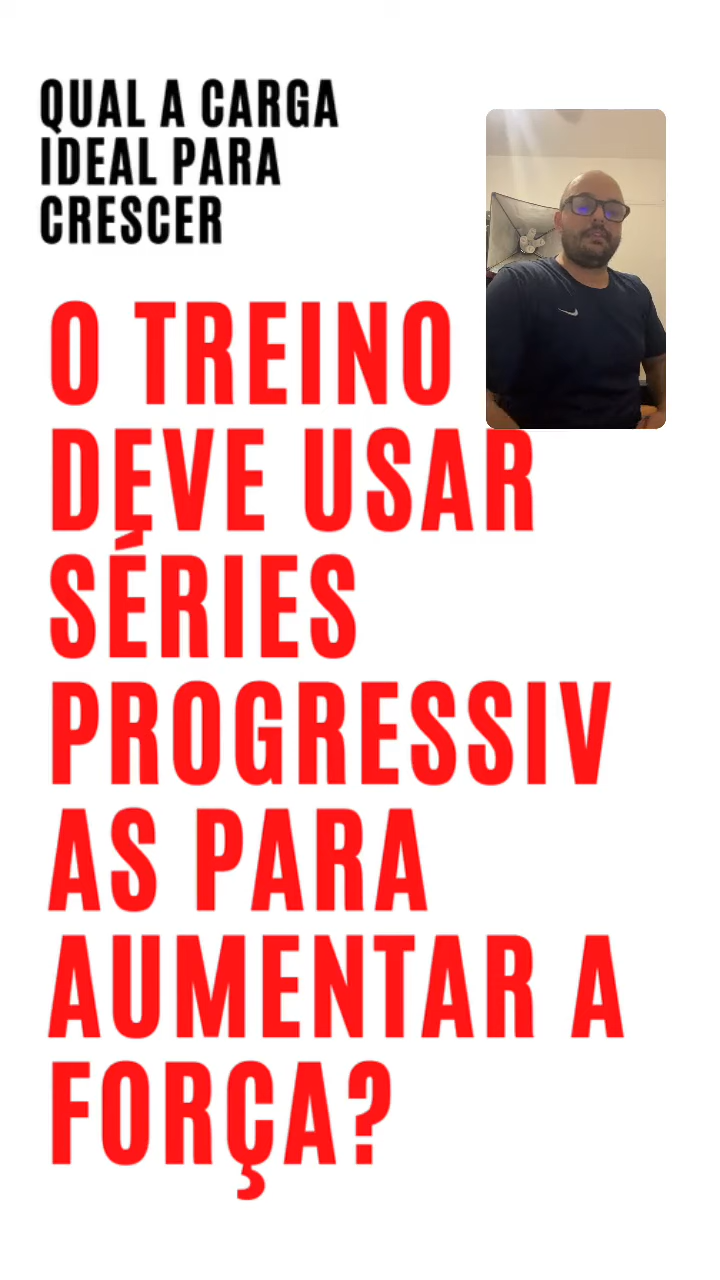 QUAL A CARGA
IDEAL PARA
CRESCER
O TREINO
DEVE USAR
SÉRIES
PROGRESSIV
AS PARA
AUMENTAR A
FORÇA?